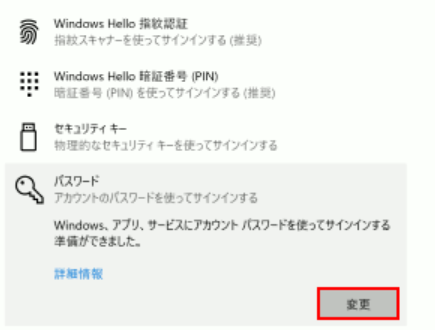 Windows Hello 指紋認証
指紋スキャナーを使ってサインインする (推奨)
Windows Hello 暗証番号 (PIN)
暗証番号 (PIN) を使ってサインインする (推奨)
セキュリティ キー
物理的なセキュリティ キーを使ってサインインする
パスワード
アカウントのパスワードを使ってサインインする
Windows、アプリ、サービスにアカウント パスワードを使ってサインインする
準備ができました。
詳細情報
変更